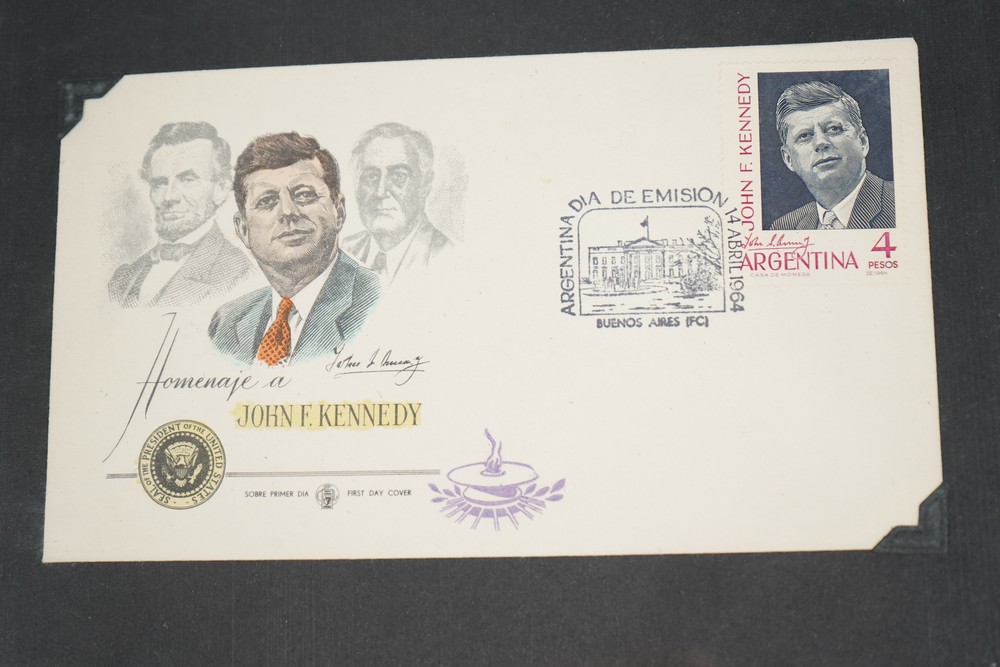 Homenaje a
JOHN F. KENNEDY
SEAL OF THE PRESIDENT OF THE UNITED STATES
SOBRE PRIMER DIA
FIRST DAY COVER
ARGENTINA DIA DE EMISION 14 ABRIL 1964
BUENOS AIRES (FC)
JOHN F. KENNEDY
ARGENTINA
4
PESOS
CASA DE MONEDA